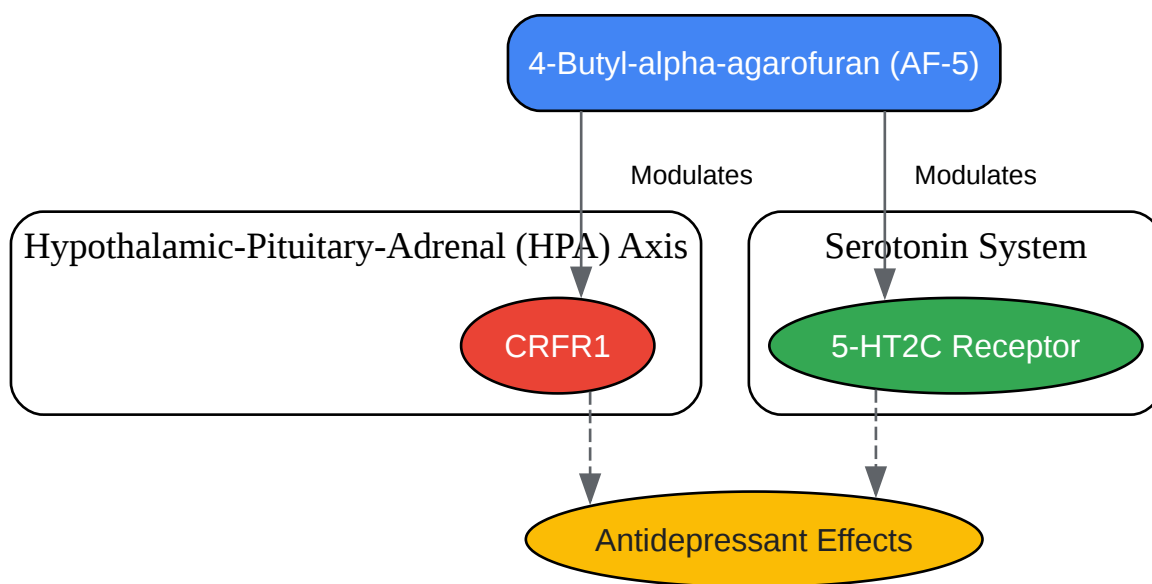 4-Butyl-alpha-agarofuran (AF-5)
Modulates
Modulates
Hypothalamic-Pituitary-Adrenal (HPA) Axis
Serotonin System
CRFR1
5-HT2C Receptor
Antidepressant Effects